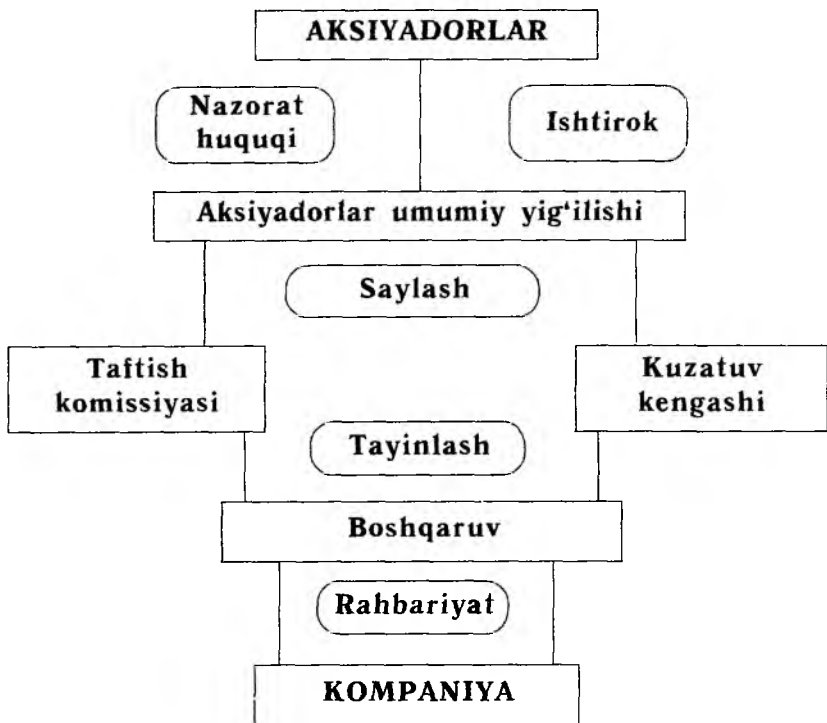 AKSIYADORLAR
Nazorat
huquqi
Ishtirok
Aksiyadorlar umumiy yig‘ilishi
Saylash
Taftish
komissiyasi
Kuzatuv
kengashi
Tayinlash
Boshqaruv
Rahbariyat
KOMPANIYA